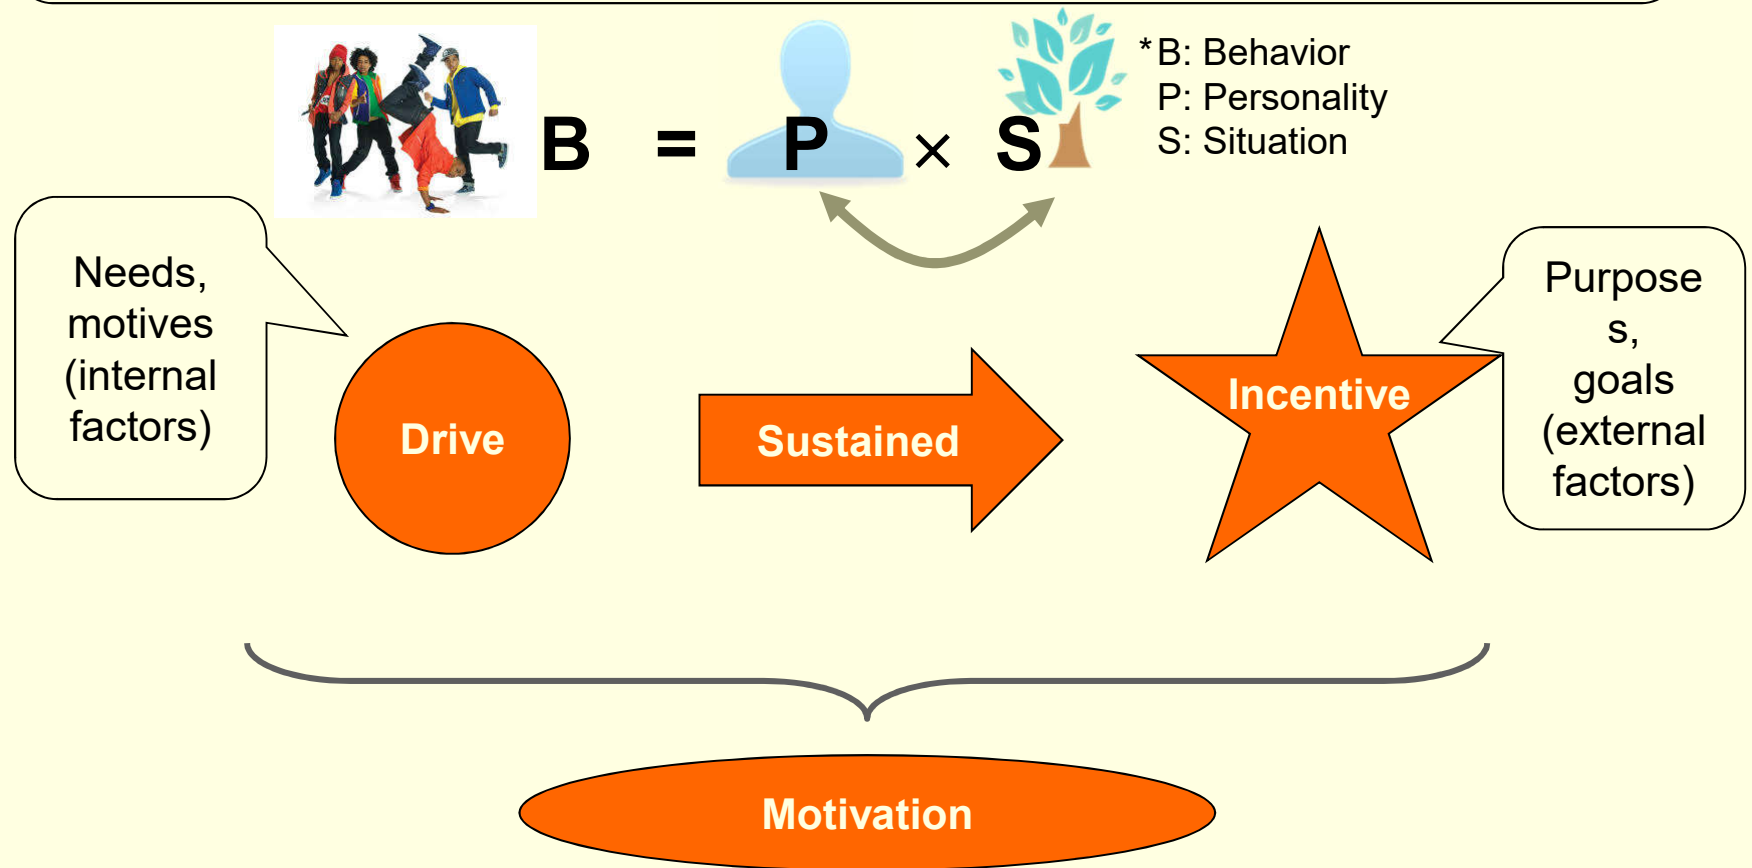 B = P × S
*B: Behavior
P: Personality
S: Situation
Needs,
motives
(internal
factors)
Drive
Sustained
Incentive
Purpose
s,
goals
(external
factors)
Motivation